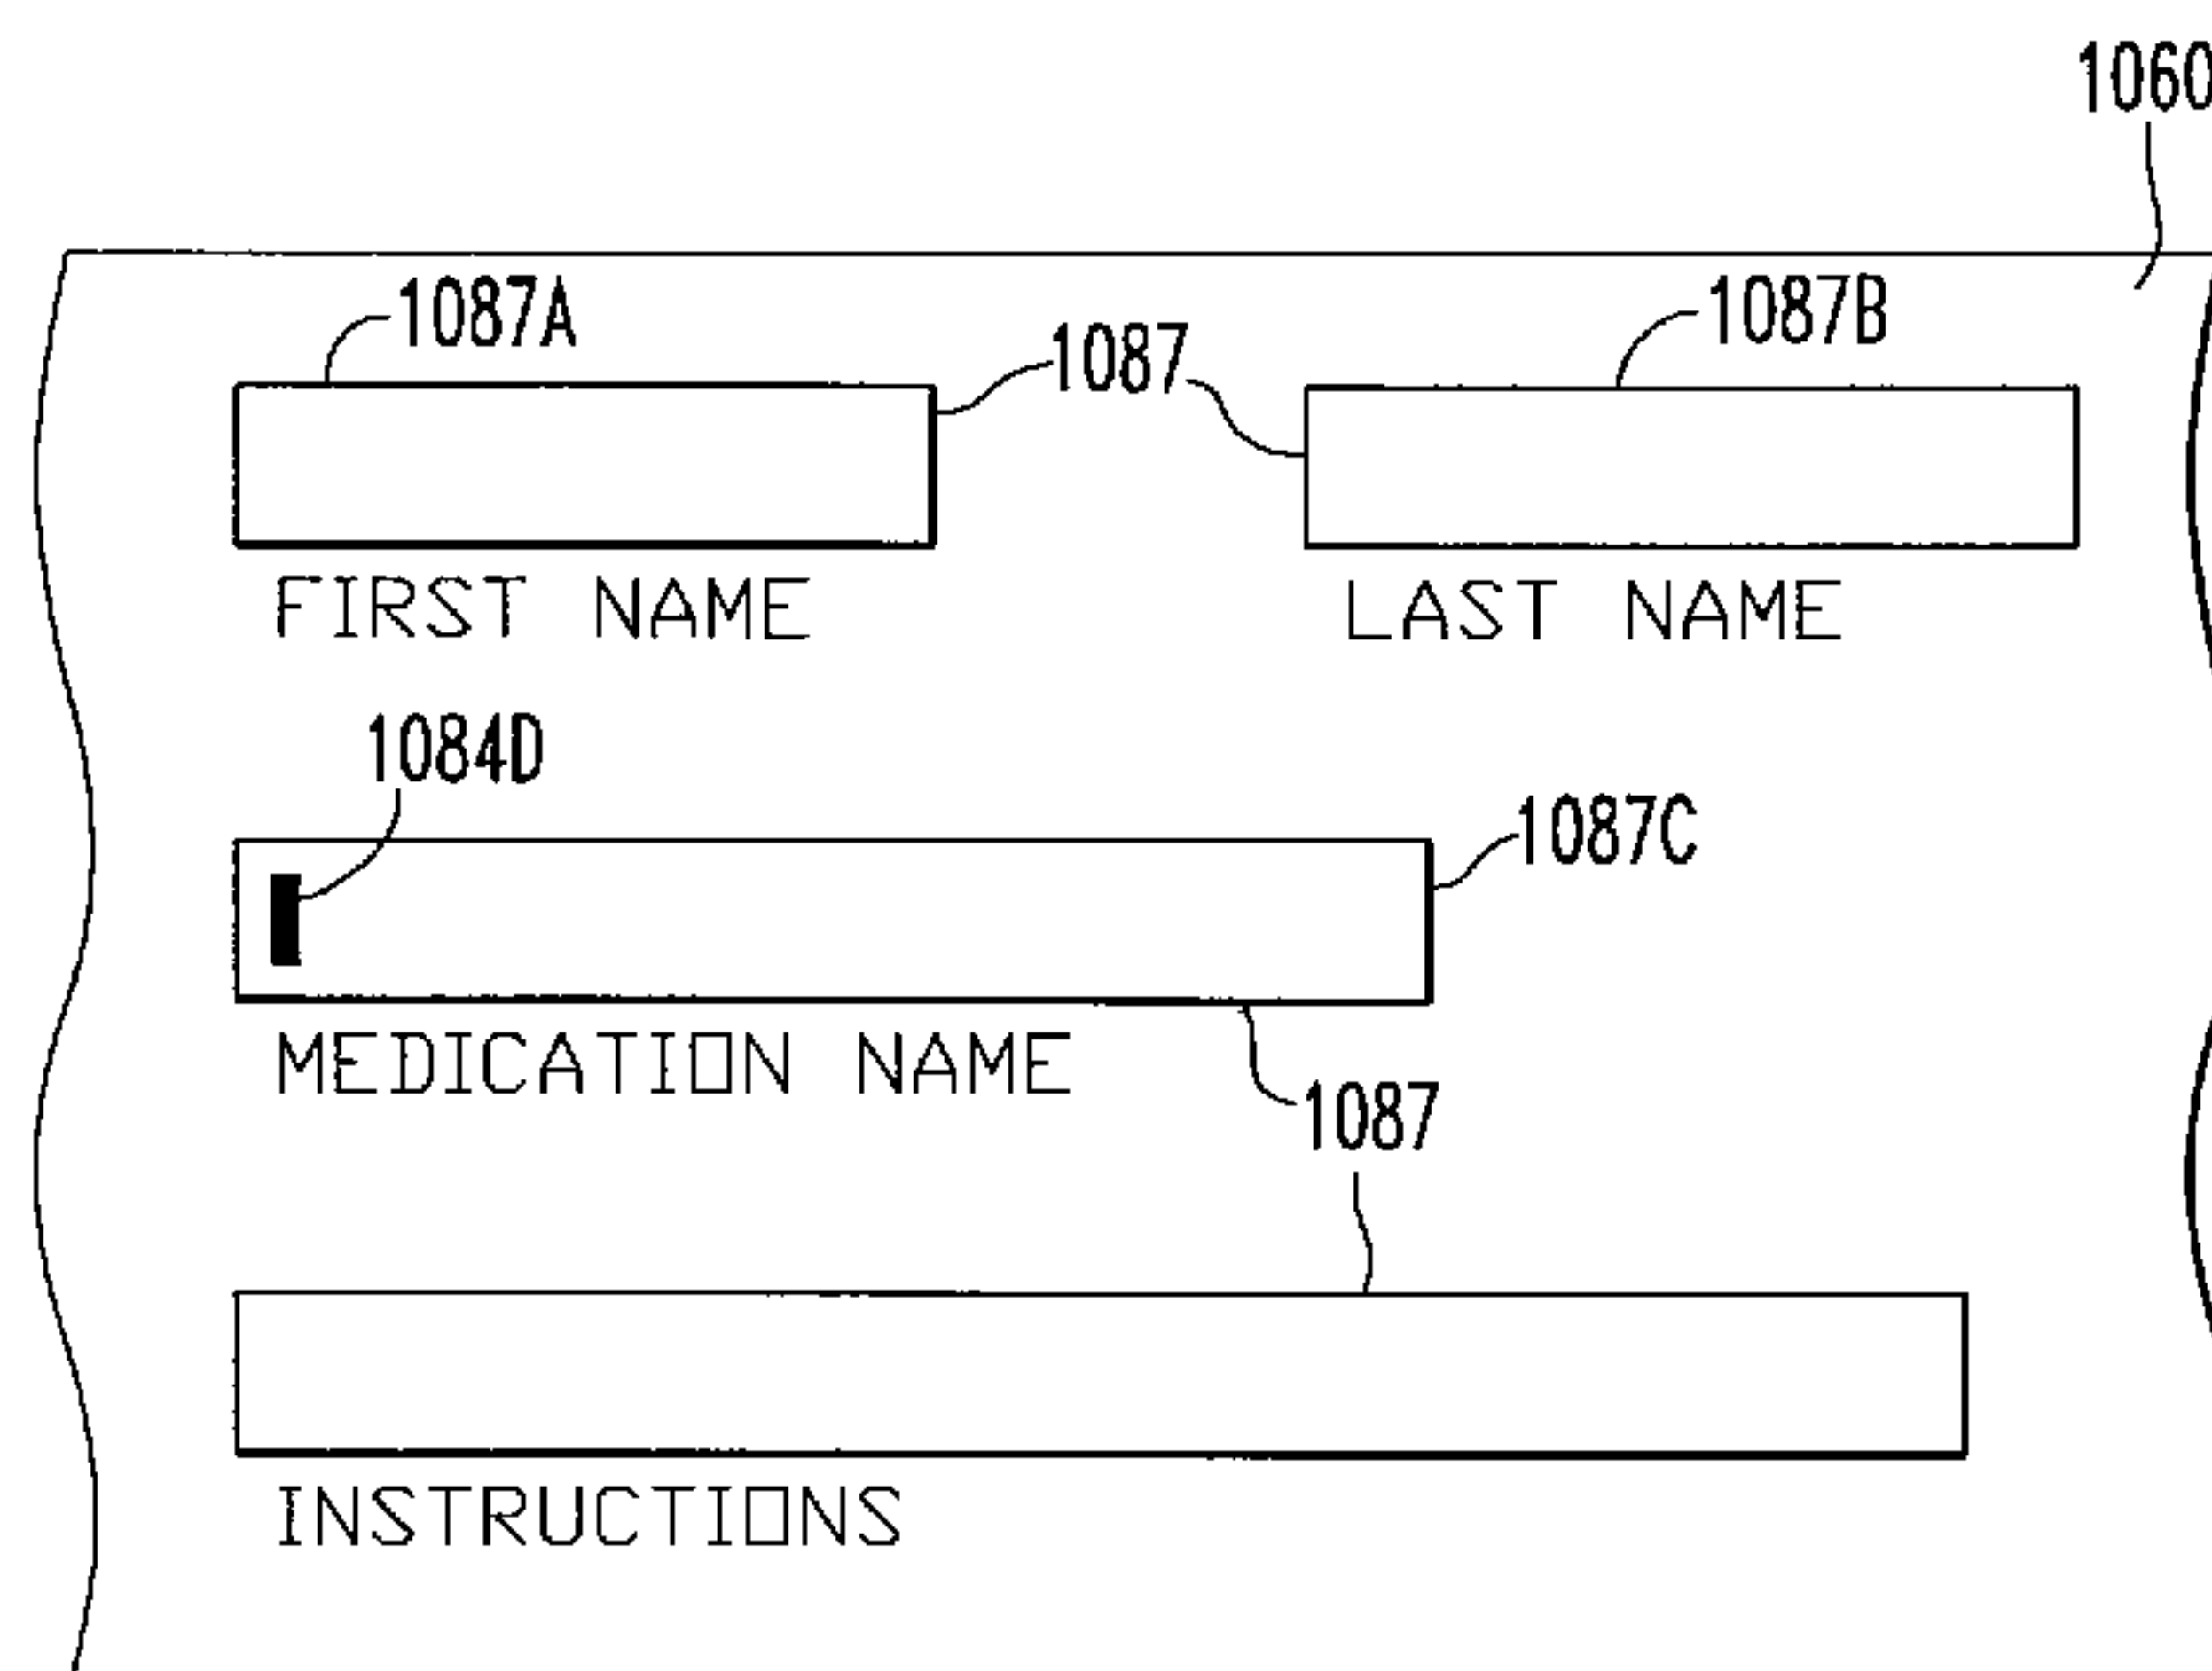 1060
1087A
1087
1087B
FIRST NAME
LAST NAME
1084D
1087C
MEDICATION NAME
1087
INSTRUCTIONS